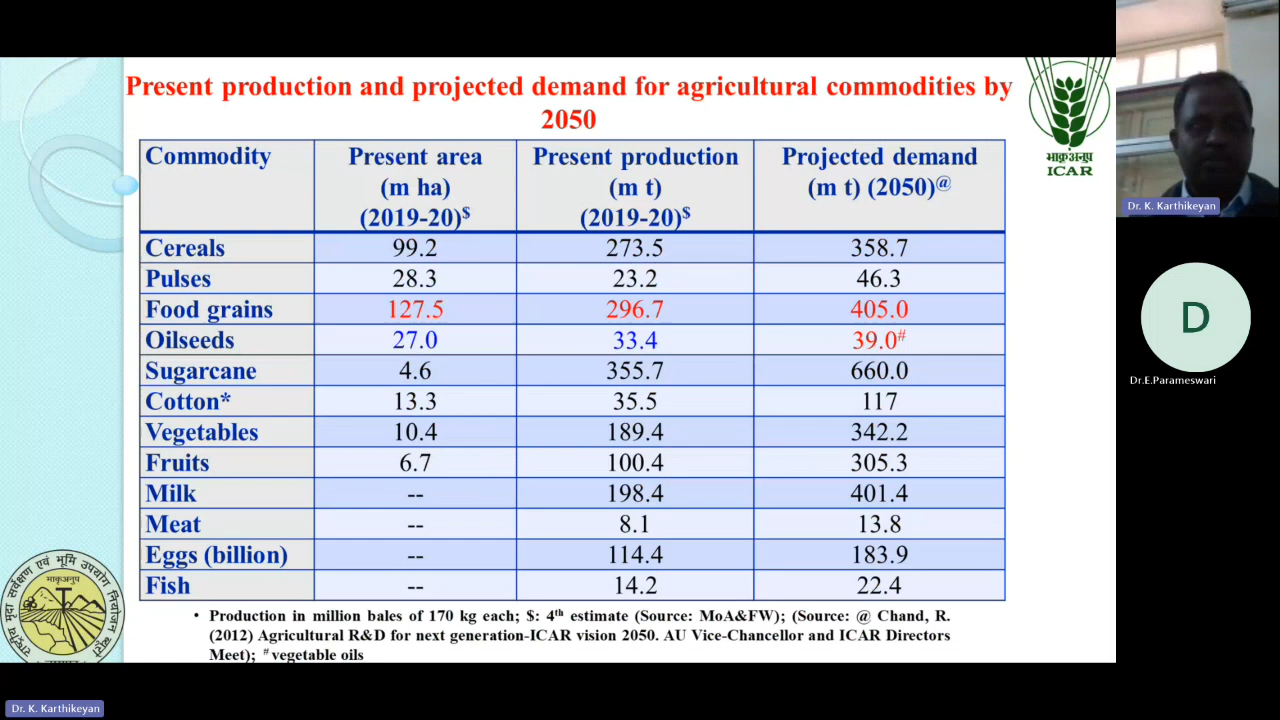 Present production and projected demand for agricultural commodities by
2050
भाकृअनुप
ICAR
Commodity Present area (m ha) (2019-20)$ Present production (m t) (2019-20)$ Projected demand (m t) (2050)@
Cereals 99.2 273.5 358.7
Pulses 28.3 23.2 46.3
Food grains 127.5 296.7 405.0
Oilseeds 27.0 33.4 39.0#
Sugarcane 4.6 355.7 660.0
Cotton* 13.3 35.5 117
Vegetables 10.4 189.4 342.2
Fruits 6.7 100.4 305.3
Milk -- 198.4 401.4
Meat -- 8.1 13.8
Eggs (billion) -- 114.4 183.9
Fish -- 14.2 22.4
• Production in million bales of 170 kg each; $: 4th estimate (Source: MoA&FW); (Source: @ Chand, R.
(2012) Agricultural R&D for next generation-ICAR vision 2050. AU Vice-Chancellor and ICAR Directors
Meet); # vegetable oils
राष्ट्रीय मृदा सर्वेक्षण एवं भूमि उपयोग नियोजन ब्यूरो
भाकृअनुप
Dr. K. Karthikeyan
D
Dr.E.Parameswari
Dr. K. Karthikeyan